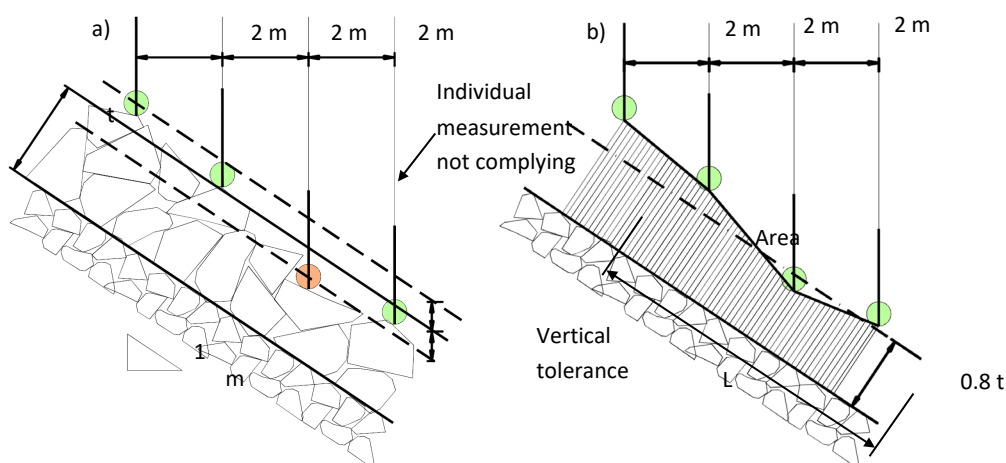 a)
2 m
2 m
2 m
t
Individual
measurement
not complying
1
m
b)
2 m
2 m
2 m
Area
Vertical
tolerance
L
0.8 t